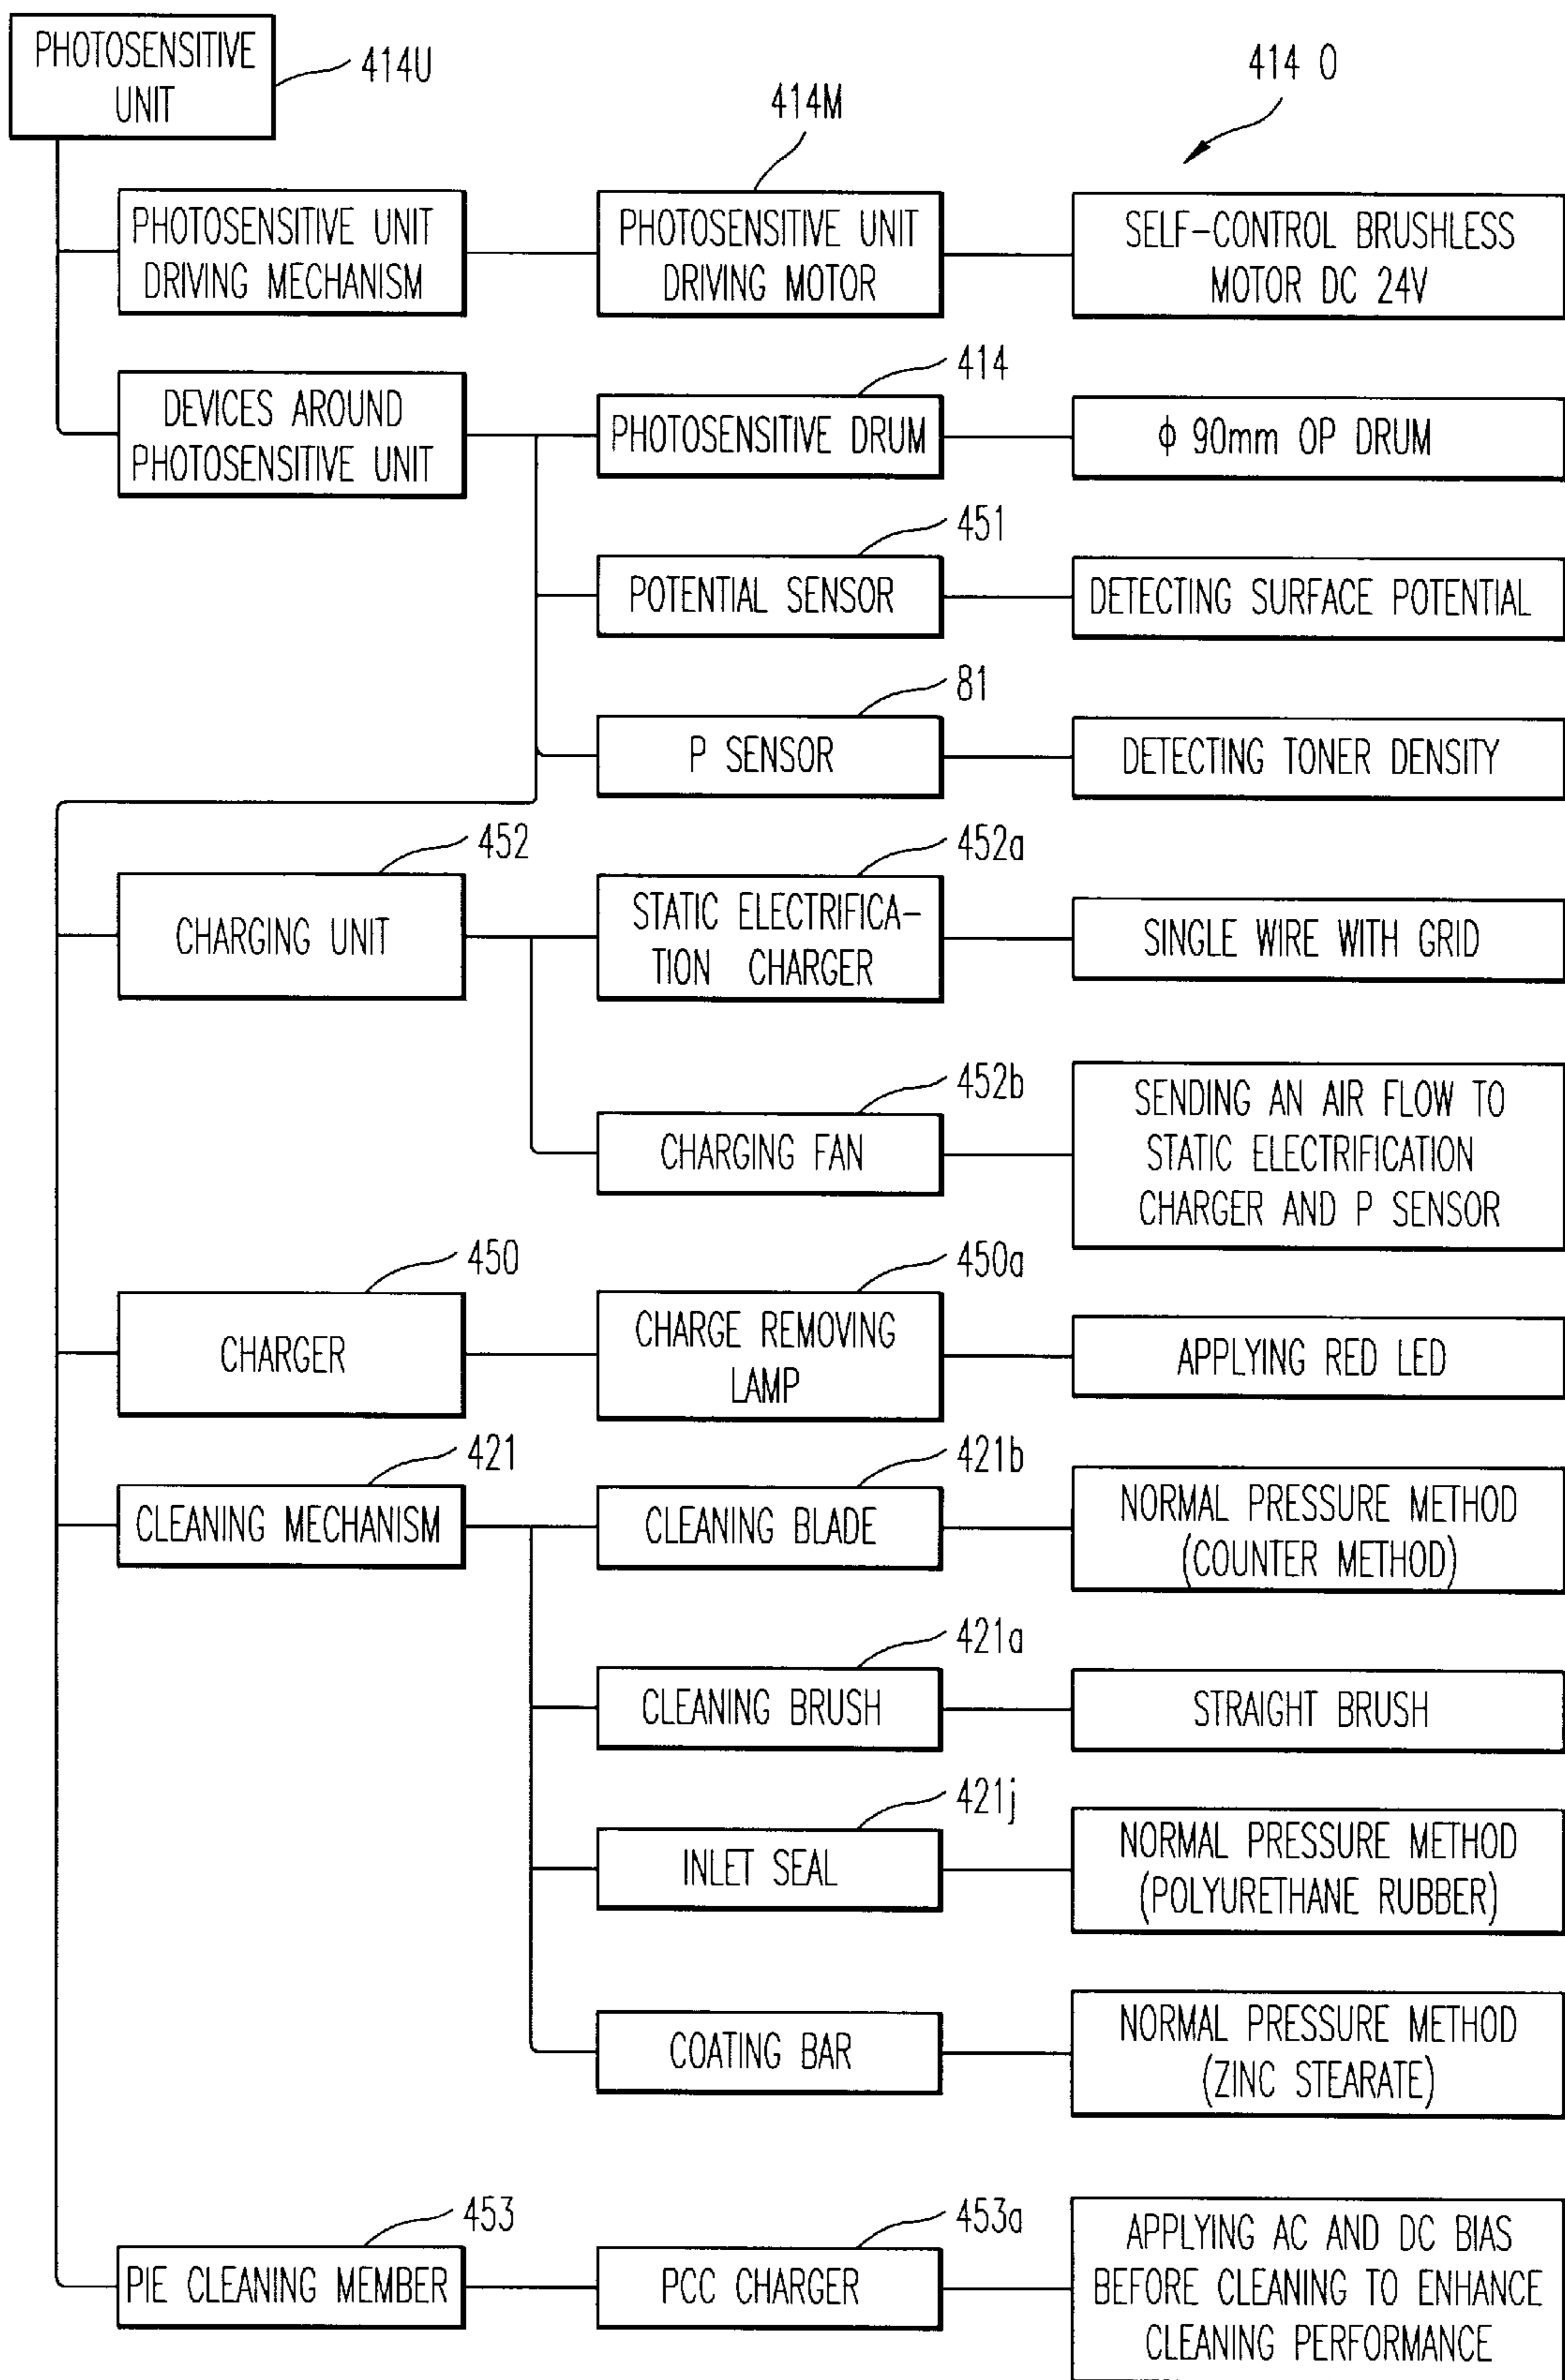 PHOTOSENSITIVE
UNIT
414U
414M
414 O
PHOTOSENSITIVE UNIT
DRIVING MECHANISM
PHOTOSENSITIVE UNIT
DRIVING MOTOR
SELF-CONTROL BRUSHLESS
MOTOR DC 24V
DEVICES AROUND
PHOTOSENSITIVE UNIT
414
PHOTOSENSITIVE DRUM
ϕ 90mm OP DRUM
451
POTENTIAL SENSOR
DETECTING SURFACE POTENTIAL
81
P SENSOR
DETECTING TONER DENSITY
452
CHARGING UNIT
452a
STATIC ELECTRIFICA-
TION CHARGER
SINGLE WIRE WITH GRID
452b
CHARGING FAN
SENDING AN AIR FLOW TO
STATIC ELECTRIFICATION
CHARGER AND P SENSOR
450
CHARGER
450a
CHARGE REMOVING
LAMP
APPLYING RED LED
421
CLEANING MECHANISM
421b
CLEANING BLADE
NORMAL PRESSURE METHOD
(COUNTER METHOD)
421a
CLEANING BRUSH
STRAIGHT BRUSH
421j
INLET SEAL
NORMAL PRESSURE METHOD
(POLYURETHANE RUBBER)
COATING BAR
NORMAL PRESSURE METHOD
(ZINC STEARATE)
453
PIE CLEANING MEMBER
453a
PCC CHARGER
APPLYING AC AND DC BIAS
BEFORE CLEANING TO ENHANCE
CLEANING PERFORMANCE